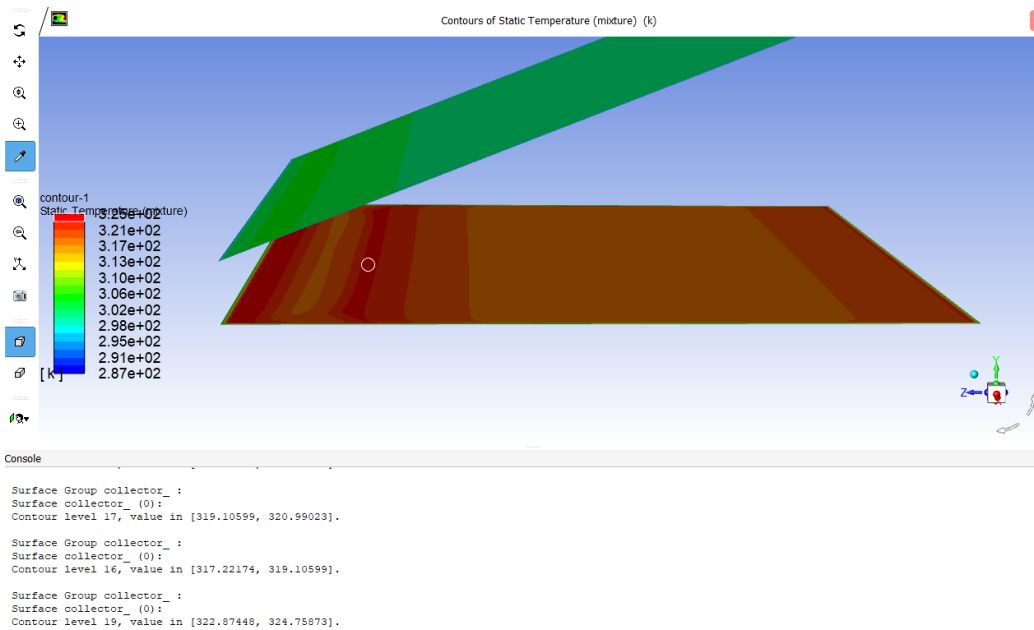 Contours of Static Temperature (mixture) (k)
contour-1
Static Temperature (mixture)
3.25e+02
3.21e+02
3.17e+02
3.13e+02
3.10e+02
3.06e+02
3.02e+02
2.98e+02
2.95e+02
2.91e+02
2.87e+02
[k]
Y
Z
Console
Surface Group collector_ :
Surface collector_ (0):
Contour level 17, value in [319.10599, 320.99023].
Surface Group collector_ :
Surface collector_ (0):
Contour level 16, value in [317.22174, 319.10599].
Surface Group collector_ :
Surface collector_ (0):
Contour level 19, value in [322.87448, 324.75873].